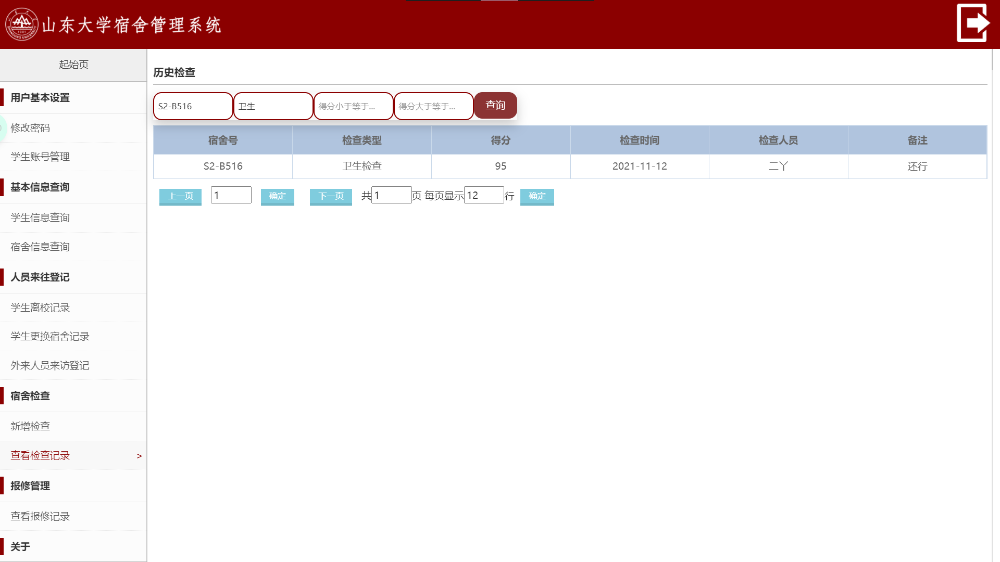 山东大学宿舍管理系统
起始页
用户基本设置
修改密码
学生账号管理
基本信息查询
学生信息查询
宿舍信息查询
人员来往登记
学生离校记录
学生更换宿舍记录
外来人员来访登记
宿舍检查
新增检查
查看检查记录 >
报修管理
查看报修记录
关于
历史检查
S2-B516 卫生 得分小于等于... 得分大于等于... 查询
宿舍号 检查类型 得分 检查时间 检查人员 备注
S2-B516 卫生检查 95 2021-11-12 二丫 还行
上一页 1 确定 下一页 共1页 每页显示12行 确定